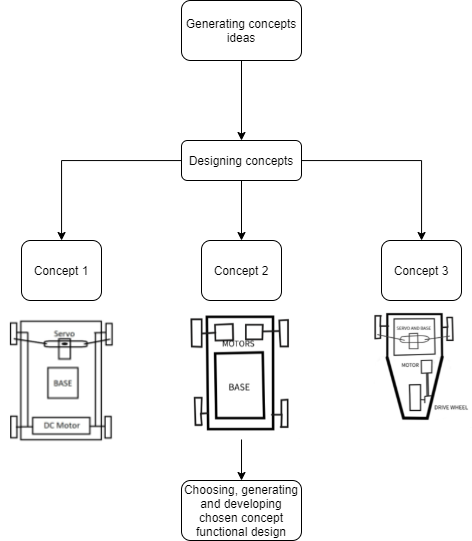 Generating concepts
ideas
Designing concepts
Concept 1
Concept 2
Concept 3
Servo
BASE
DC Motor
MOTORS
BASE
SERVO AND BASE
MOTOR
DRIVE WHEEL
Choosing, generating
and developing
chosen concept
functional design